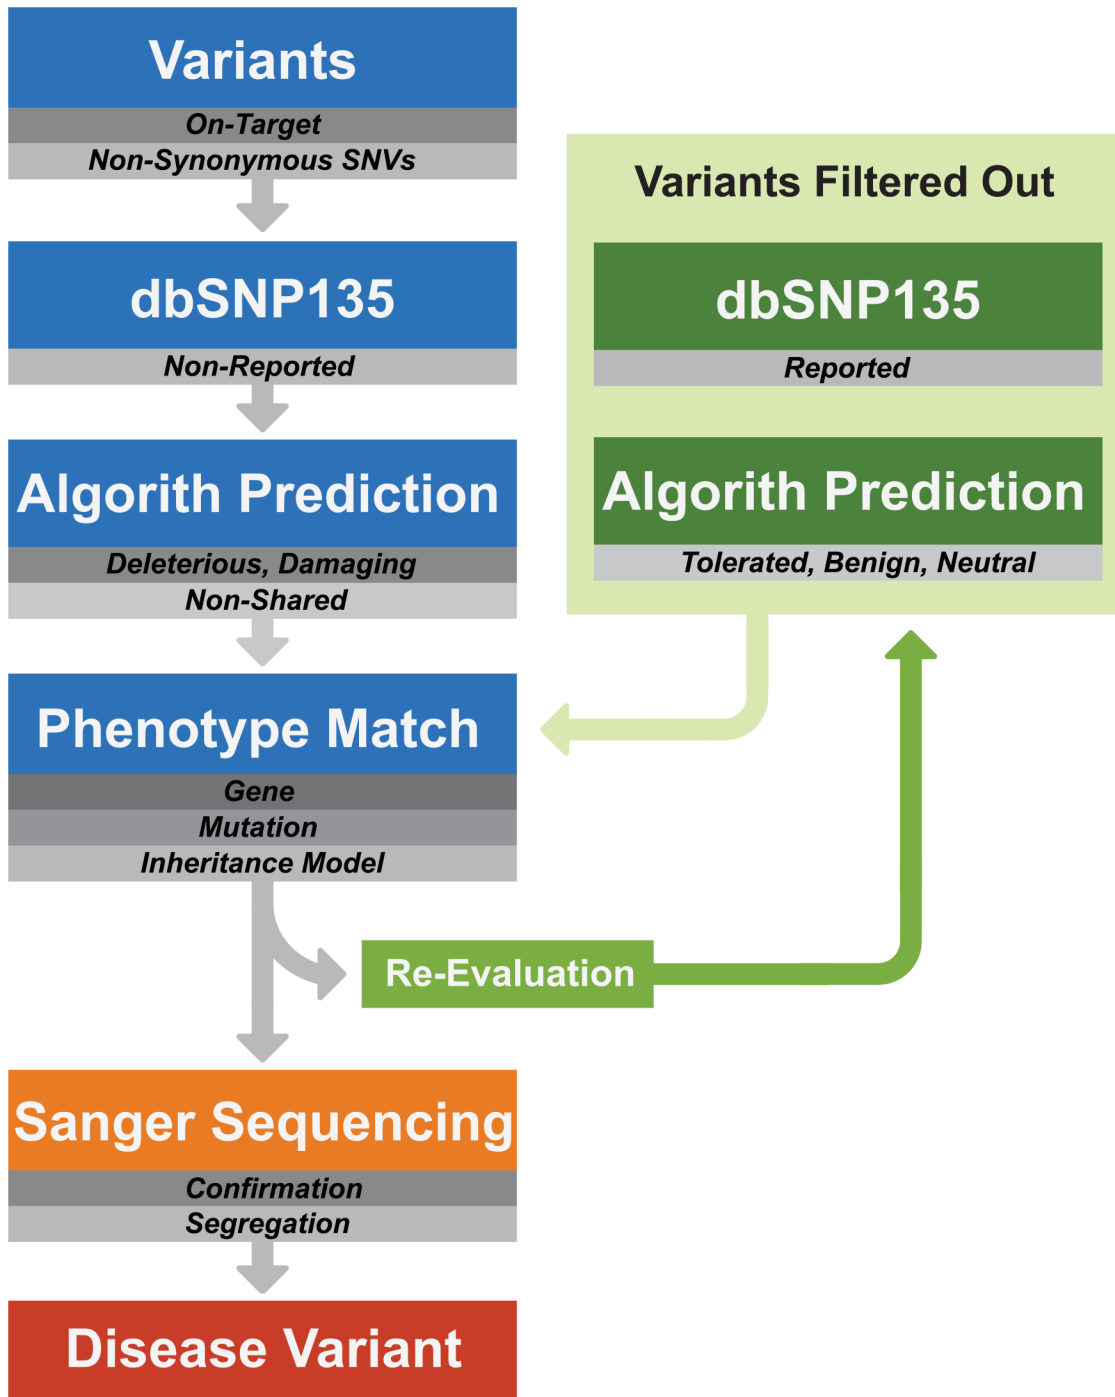 Variants
On-Target
Non-Synonymous SNVs
dbSNP135
Non-Reported
Algorith Prediction
Deleterious, Damaging
Non-Shared
Phenotype Match
Gene
Mutation
Inheritance Model
Variants Filtered Out
dbSNP135
Reported
Algorith Prediction
Tolerated, Benign, Neutral
Re-Evaluation
Sanger Sequencing
Confirmation
Segregation
Disease Variant